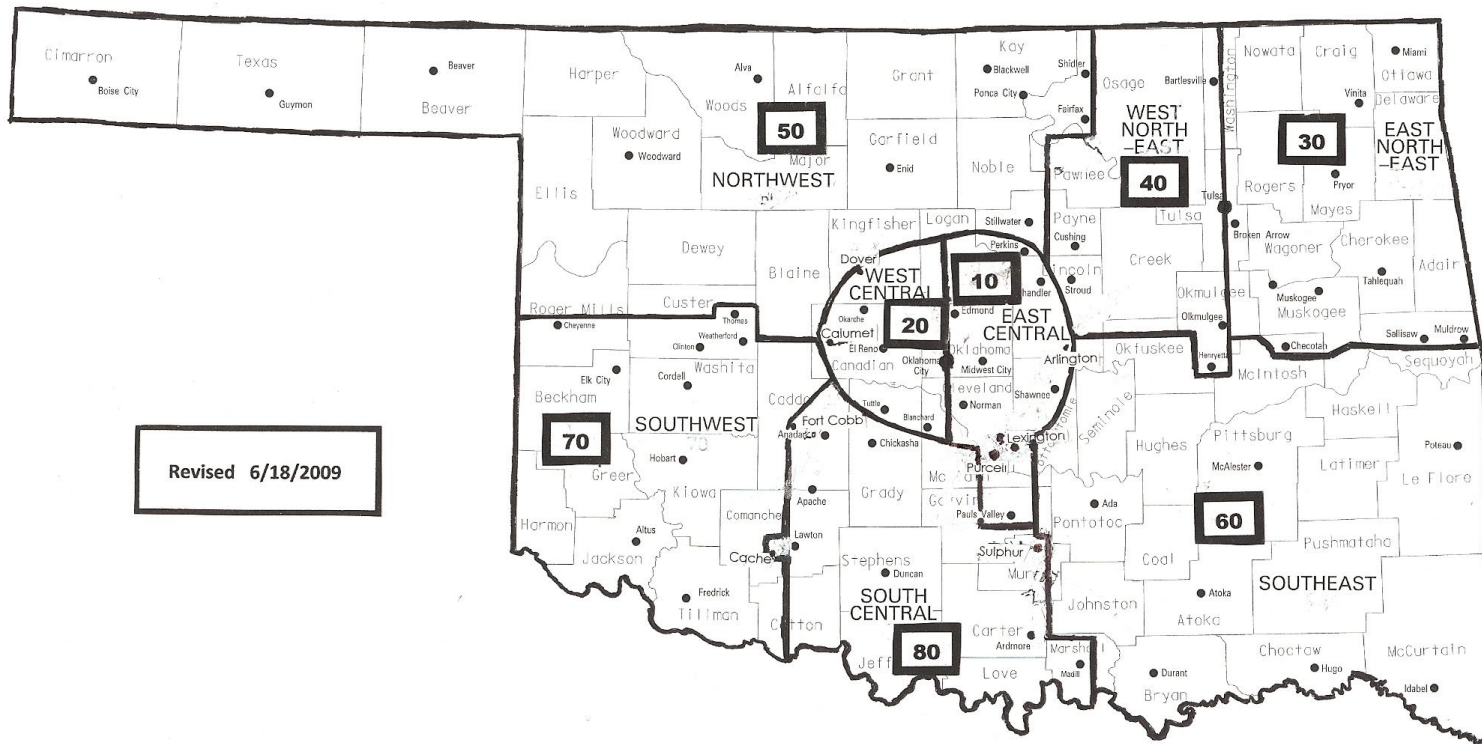 Cimarron
Boise City
Texas
Guymon
Beaver
Beaver
Harper
Alva
Woods
Alfalfa
Grant
Kay
Blackwell
Ponca City
Shidler
Fairfax
Osage
Bartlesville
Washington
Nowata
Craig
Vinita
Miami
Ottawa
Delaware
WEST
NORTH
-EAST
40
30
EAST
NORTH
-EAST
50
NORTHWEST
Woodward
Woodward
Major
Garfield
Enid
Noble
Pawnee
Rogers
Pryor
Mayes
Ellis
Dewey
Blaine
Kingfisher
Logan
Stillwater
Perkins
Payne
Cushing
Tulsa
Tulsa
Broken Arrow
Wagoner
Cherokee
Tahlequah
Adair
Creek
Lincoln
Stroud
handler
Dover
WEST
CENTRAL
20
10
Edmond
EAST
CENTRAL
Okarche
Calumet
El Reno
Canadian
Oklahoma
City
Oklahoma
Midwest City
Cleveland
Norman
Shawnee
Arlington
Tuttle
Blanchard
Roger Mills
Custer
Thomas
Cheyenne
Weatherford
Clinton
Washita
Cordell
Elk City
Beckham
70
SOUTHWEST
Caddo
Fort Cobb
Anadarko
Chickasha
Hobart
Greer
Kiowa
Apache
Grady
Harmon
Altus
Jackson
Comanche
Cache
Lawton
Fredrick
Tillman
Cotton
Stephens
Duncan
SOUTH
CENTRAL
80
Jeff
Lexington
Purcell
Garvin
Pauls Valley
Sulphur
Murray
Carter
Ardmore
Love
Marshall
Madill
Okmulgee
Olkmulgee
Henryetta
Okfuskee
Muskogee
Muskogee
Checotah
McIntosh
Sallisaw
Muldrow
Sequoyah
Haskell
Pottawatomie
Seminole
Hughes
Pittsburg
McAlester
Latimer
Poteau
Le Flore
Ada
Pontotoc
60
Coal
Pushmataha
SOUTHEAST
Johnston
Atoka
Atoka
Choctaw
Hugo
McCurtain
Idabel
Durant
Bryan
Revised 6/18/2009